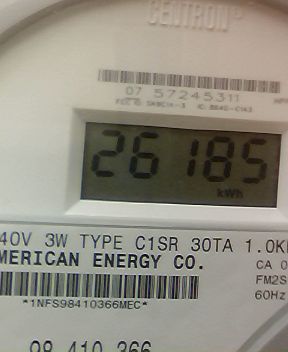 CENTRON®
07 57245311
26185
kWh
40V 3W TYPE C1SR 30TA 1.0K
MERICAN ENERGY CO.
CA 0
FM2S
*1NFS98410366MEC*
60Hz
98 410 366